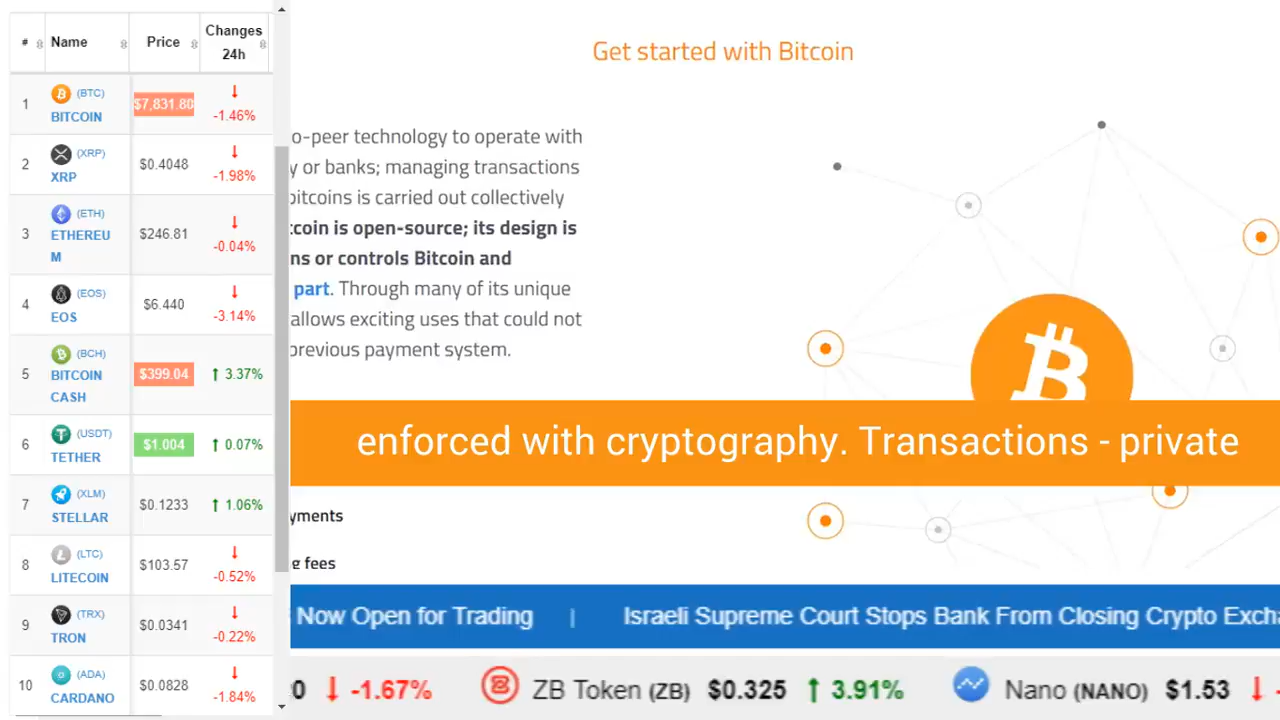 # Name Price Changes 24h
1 (BTC) BITCOIN $7,831.80 ↓ -1.46%
2 (XRP) XRP $0.4048 ↓ -1.98%
3 (ETH) ETHEREUM $246.81 ↓ -0.04%
4 (EOS) EOS $6.440 ↓ -3.14%
5 (BCH) BITCOIN CASH $399.04 ↑ 3.37%
6 (USDT) TETHER $1.004 ↑ 0.07%
7 (XLM) STELLAR $0.1233 ↑ 1.06%
8 (LTC) LITECOIN $103.57 ↓ -0.52%
9 (TRX) TRON $0.0341 ↓ -0.22%
10 (ADA) CARDANO $0.0828 ↓ -1.84%
Get started with Bitcoin
o-peer technology to operate with
y or banks; managing transactions
bitcoins is carried out collectively
tcoin is open-source; its design is
ns or controls Bitcoin and
part. Through many of its unique
allows exciting uses that could not
previous payment system.
enforced with cryptography. Transactions - private
yments
g fees
Now Open for Trading | Israeli Supreme Court Stops Bank From Closing Crypto Excha
0 ↓ -1.67% ZB Token (ZB) $0.325 ↑ 3.91% Nano (NANO) $1.53 ↓ -